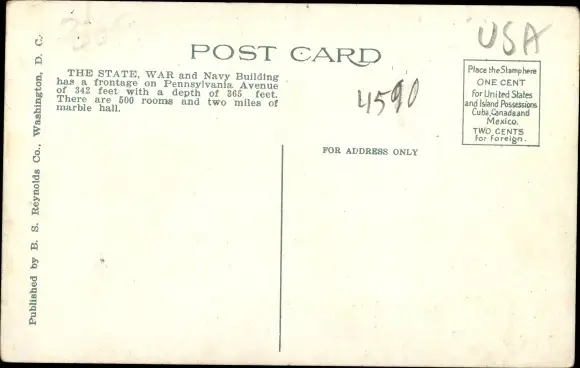 USA
POST CARD
THE STATE, WAR and Navy Building
has a frontage on Pennsylvania Avenue
of 342 feet with a depth of 365 feet.
There are 500 rooms and two miles of
marble hall.
4590
Place the Stamp here
ONE CENT
For United States
and Island Possessions
Cuba, Canada and
Mexico.
TWO CENTS
for Foreign.
FOR ADDRESS ONLY
Published by B. S. Reynolds Co., Washington, D. C.